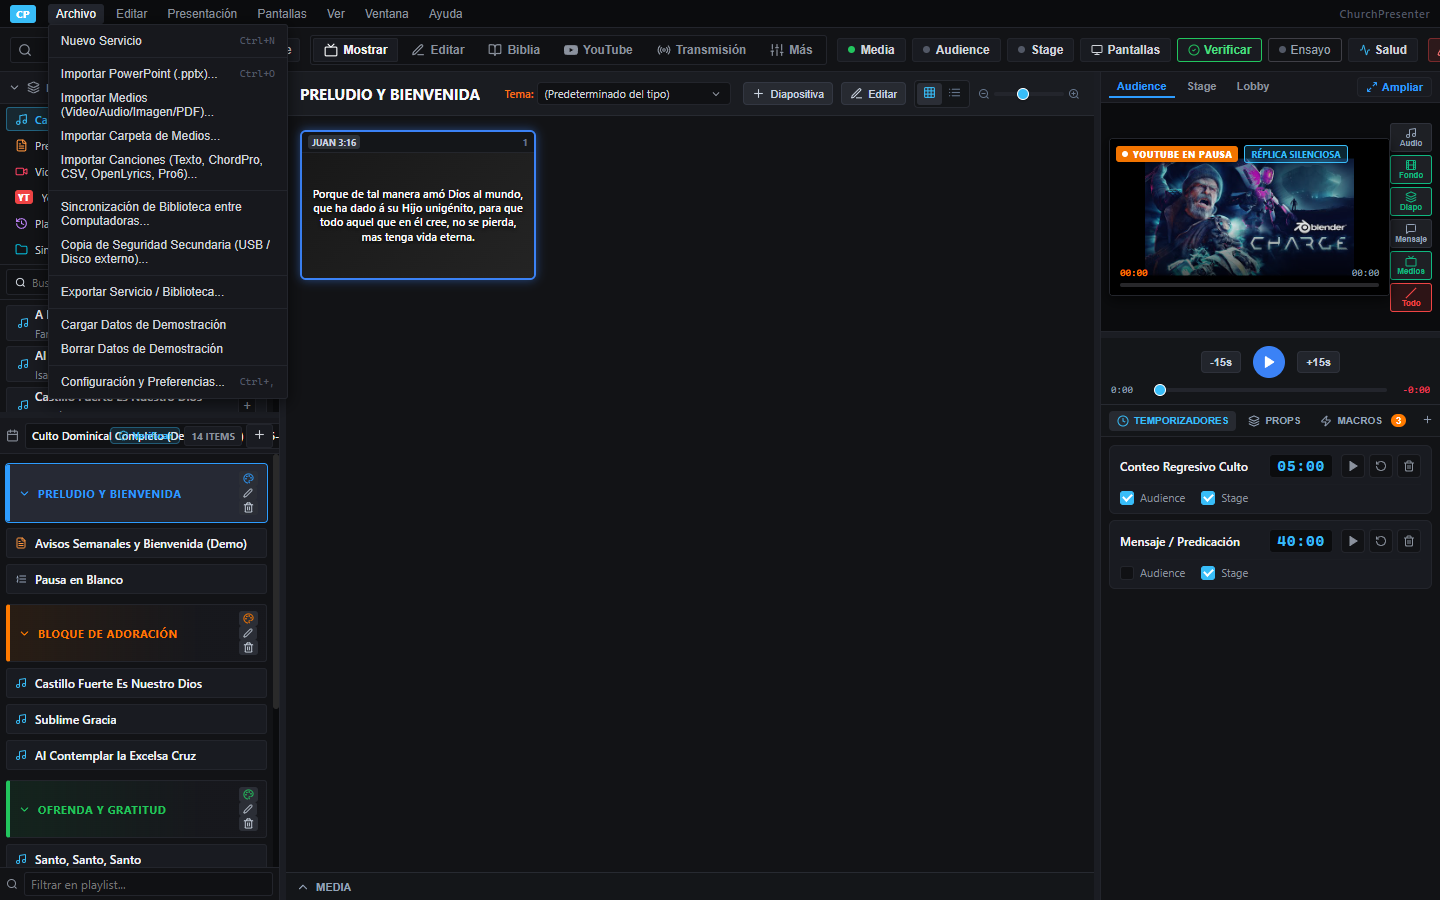 CP Archivo Editar Presentación Pantallas Ver Ventana Ayuda ChurchPresenter
Nuevo Servicio Ctrl+N
Importar PowerPoint (.pptx)... Ctrl+O
Importar Medios
(Video/Audio/Imagen/PDF)...
Importar Carpeta de Medios...
Importar Canciones (Texto, ChordPro,
CSV, OpenLyrics, Pro6)...
Sincronización de Biblioteca entre
Computadoras...
Copia de Seguridad Secundaria (USB /
Disco externo)...
Exportar Servicio / Biblioteca...
Cargar Datos de Demostración
Borrar Datos de Demostración
Configuración y Preferencias... Ctrl+,
Mostrar Editar Biblia YouTube Transmisión Más
Media Audience Stage Pantallas Verificar Ensayo Salud
YT
Culto Dominical Completo (De 14 ITEMS
PRELUDIO Y BIENVENIDA
Avisos Semanales y Bienvenida (Demo)
Pausa en Blanco
BLOQUE DE ADORACIÓN
Castillo Fuerte Es Nuestro Dios
Sublime Gracia
Al Contemplar la Excelsa Cruz
OFRENDA Y GRATITUD
Santo, Santo, Santo
Filtrar en playlist...
PRELUDIO Y BIENVENIDA Tema: (Predeterminado del tipo) Diapositiva Editar
JUAN 3:16 1
Porque de tal manera amó Dios al mundo,
que ha dado á su Hijo unigénito, para que
todo aquel que en él cree, no se pierda,
mas tenga vida eterna.
MEDIA
Audience Stage Lobby Ampliar
YOUTUBE EN PAUSA RÉPLICA SILENCIOSA
blender
CHARGE
00:00 00:00
Audio
Fondo
Diapo
Mensaje
Medios
Todo
-15s +15s
0:00 -0:00
TEMPORIZADORES PROPS MACROS 3
Conteo Regresivo Culto 05:00
Audience Stage
Mensaje / Predicación 40:00
Audience Stage